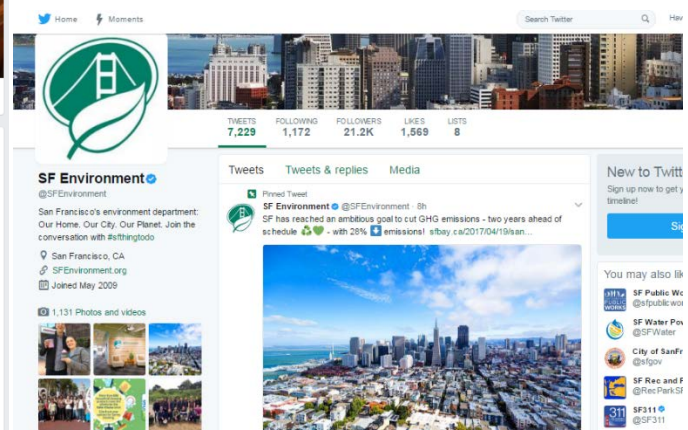 Home Moments
Search Twitter
TWEETS FOLLOWING FOLLOWERS LIKES LISTS
7,229 1,172 21.2K 1,569 8
SF Environment
@SFEnvironment
San Francisco's environment department:
Our Home. Our City. Our Planet. Join the
conversation with #sfthingtodo
San Francisco, CA
SFEnvironment.org
Joined May 2009
1,131 Photos and videos
Tweets Tweets & replies Media
Pinned Tweet
SF Environment @SFEnvironment · 8h
SF has reached an ambitious goal to cut GHG emissions - two years ahead of
schedule - with 28% emissions! sfbay.ca/2017/04/19/san...
New to Twitt
Sign up now to get y
timeline!
Sig
You may also lik
SF Public Wo
@sfpublicwor
SF Water Pow
@SFWater
City of SanFr
@sfgov
SF Rec and P
@RecParkSF
311
SF311
@SF311